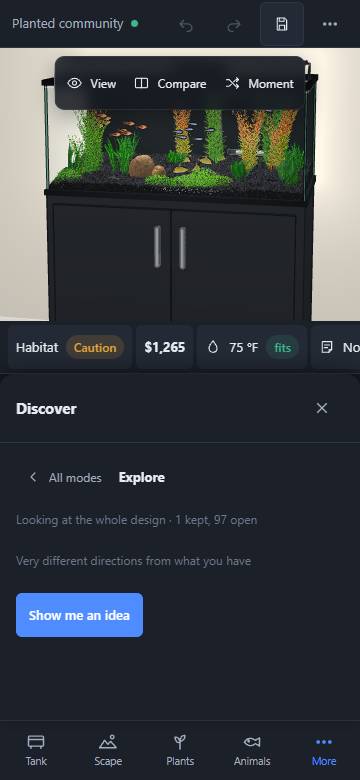 Planted community
View Compare Moment
Habitat Caution $1,265 75 °F fits No
Discover
All modes Explore
Looking at the whole design · 1 kept, 97 open
Very different directions from what you have
Show me an idea
Tank Scape Plants Animals More